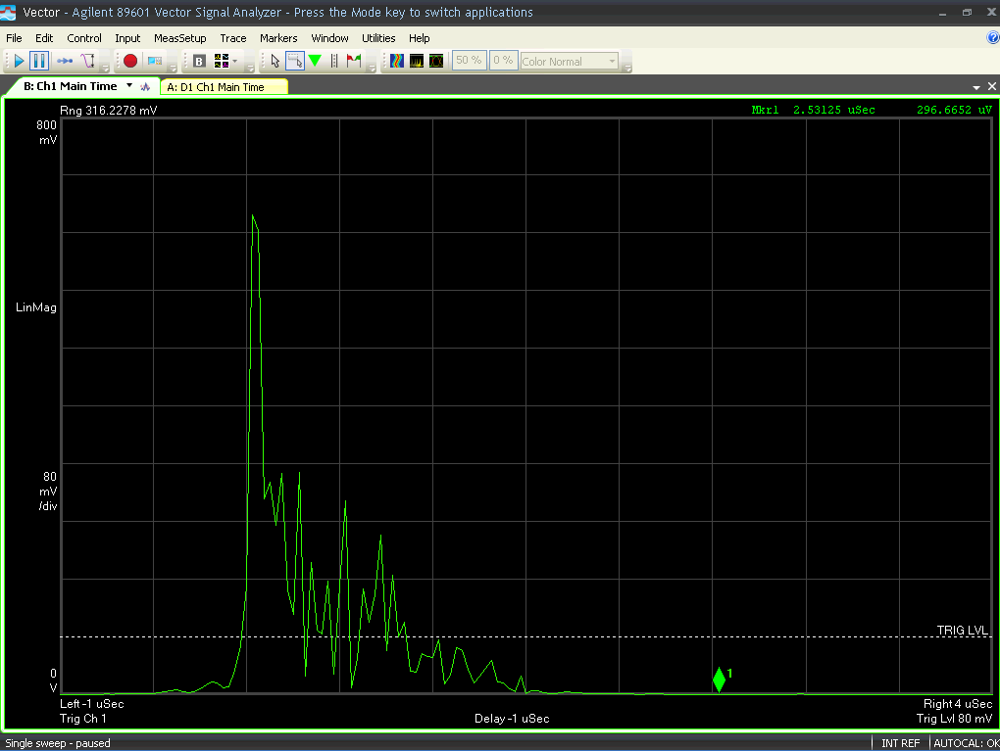 Vector - Agilent 89601 Vector Signal Analyzer - Press the Mode key to switch applications
File Edit Control Input MeasSetup Trace Markers Window Utilities Help
B 50 % 0 % Color Normal
B: Ch1 Main Time A: D1 Ch1 Main Time
Rng 316.2278 mV Mkr1 2.53125 uSec 296.6652 uV
800
mV
LinMag
80
mV
/div
TRIG LVL
0
V
1
Left -1 uSec Right 4 uSec
Trig Ch 1 Delay -1 uSec Trig Lvl 80 mV
Single sweep - paused INT REF AUTOCAL: OK